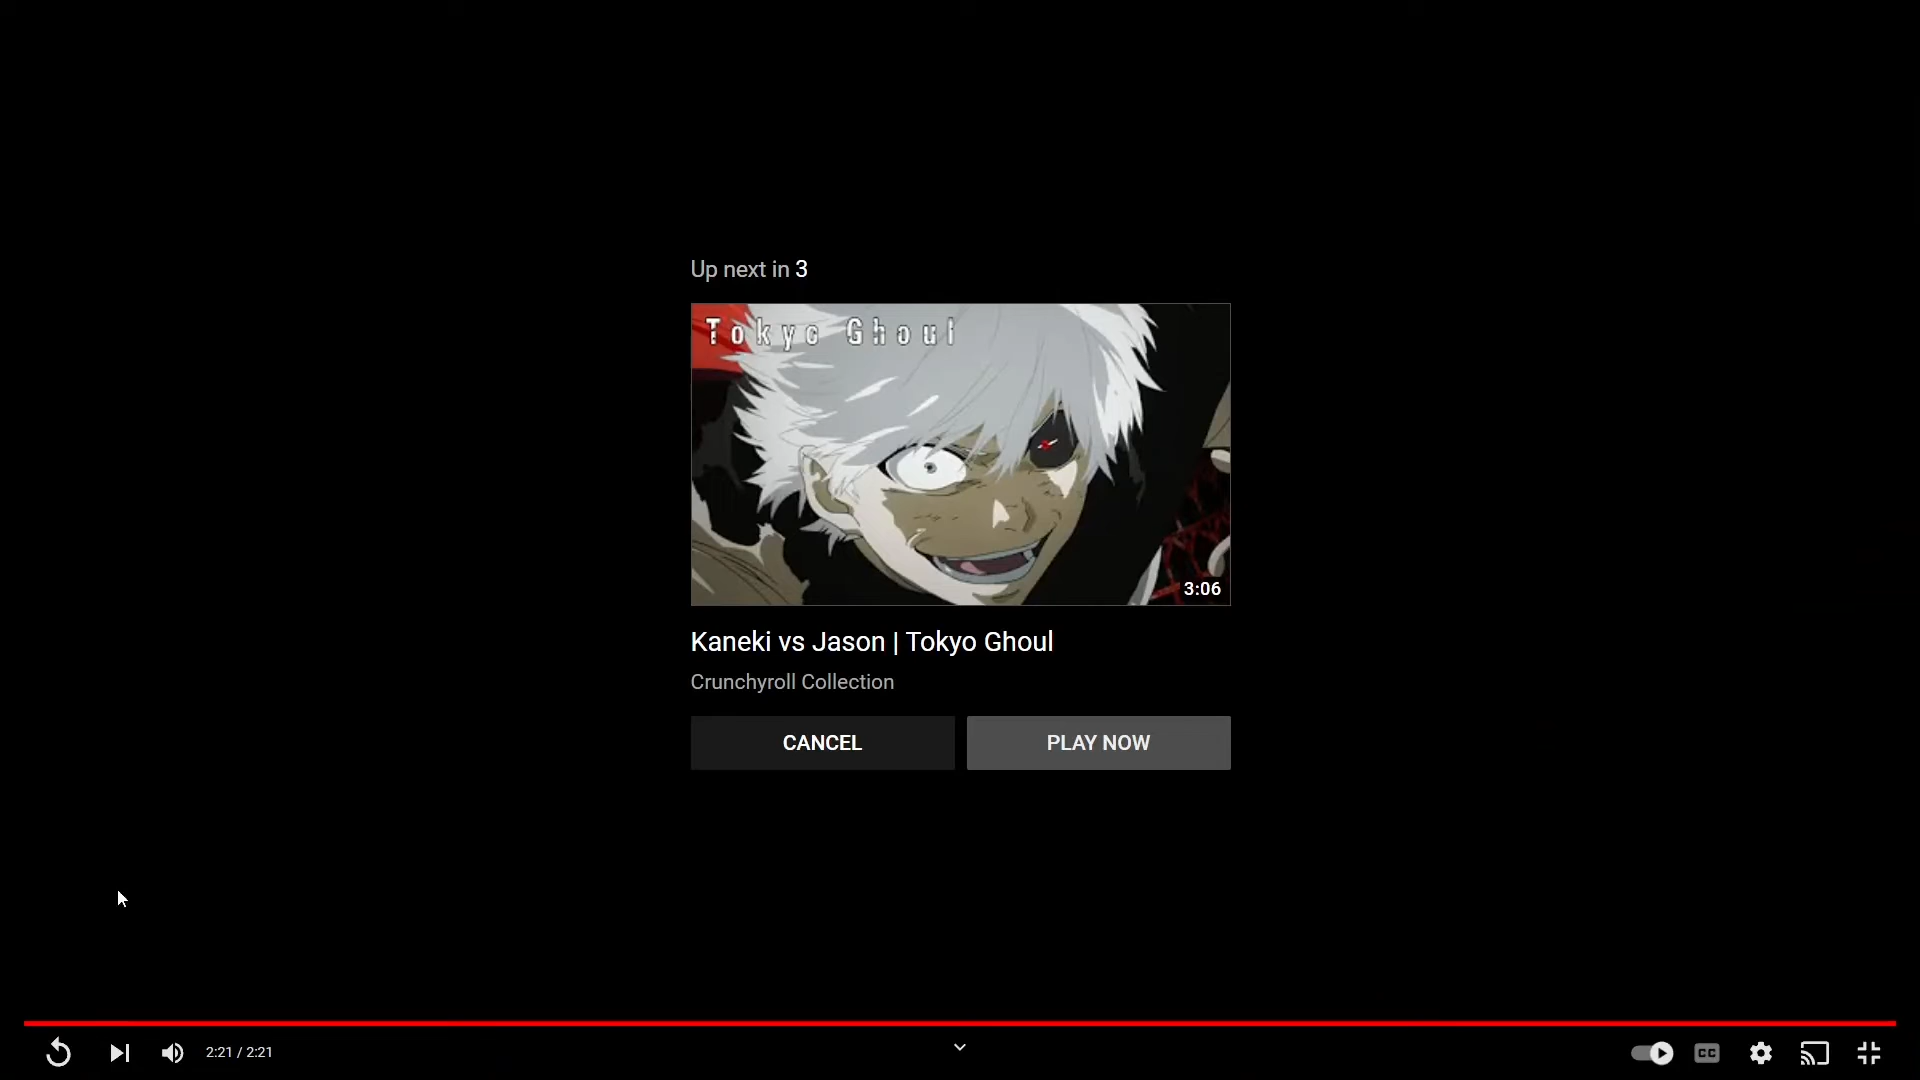 Up next in 3
Tokyo Ghoul
3:06
Kaneki vs Jason | Tokyo Ghoul
Crunchyroll Collection
CANCEL
PLAY NOW
2:21 / 2:21
CC